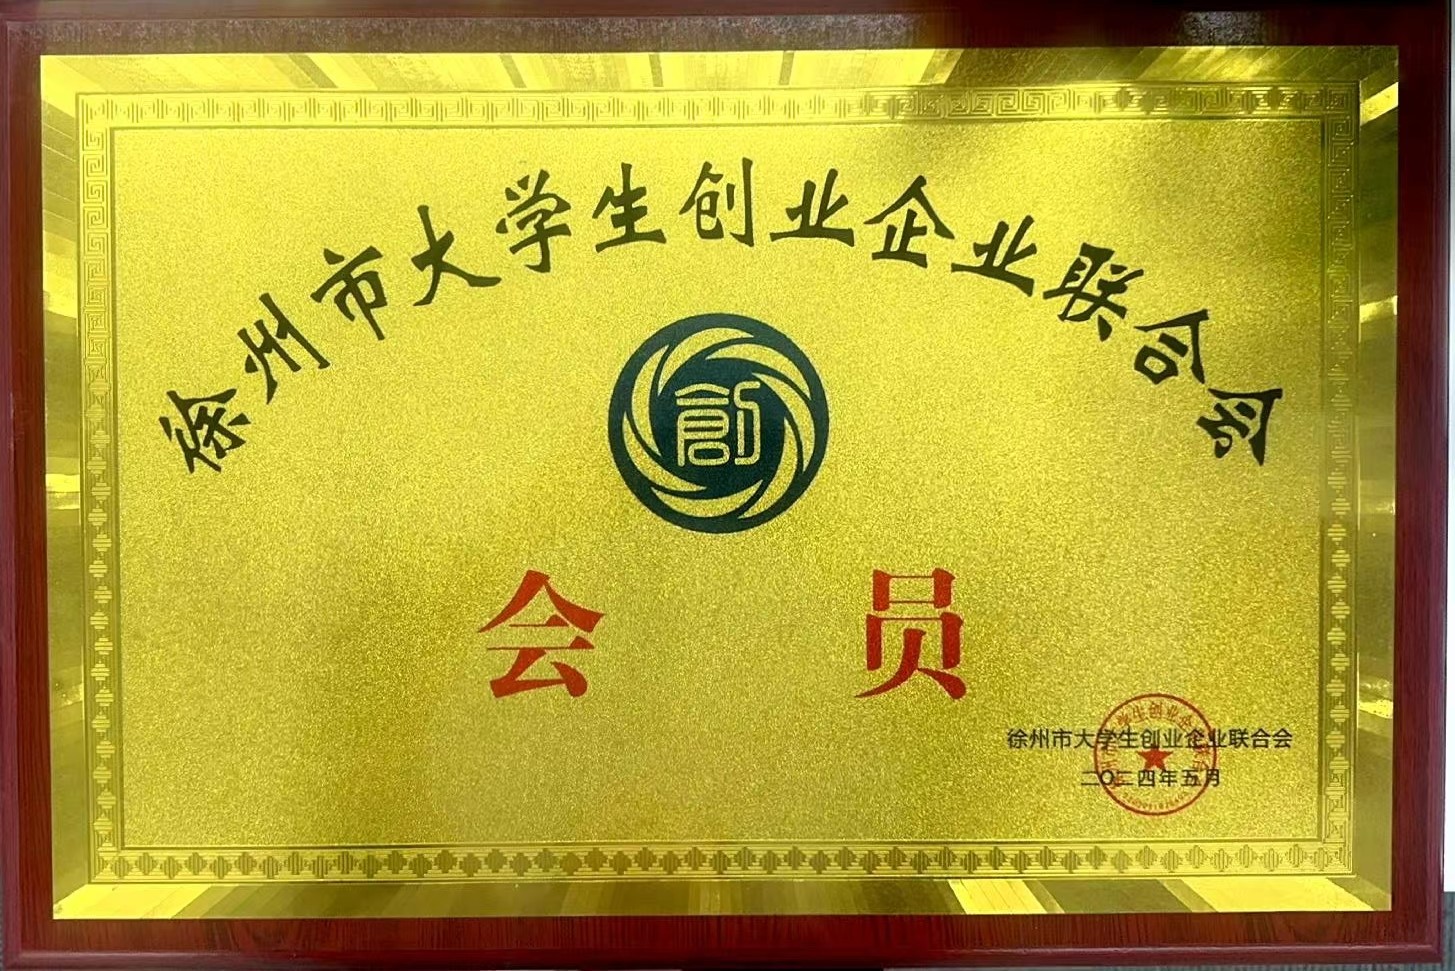 徐州市大学生创业企业联合会
創
会 员
徐州市大学生创业企业联合会
二〇二四年五月